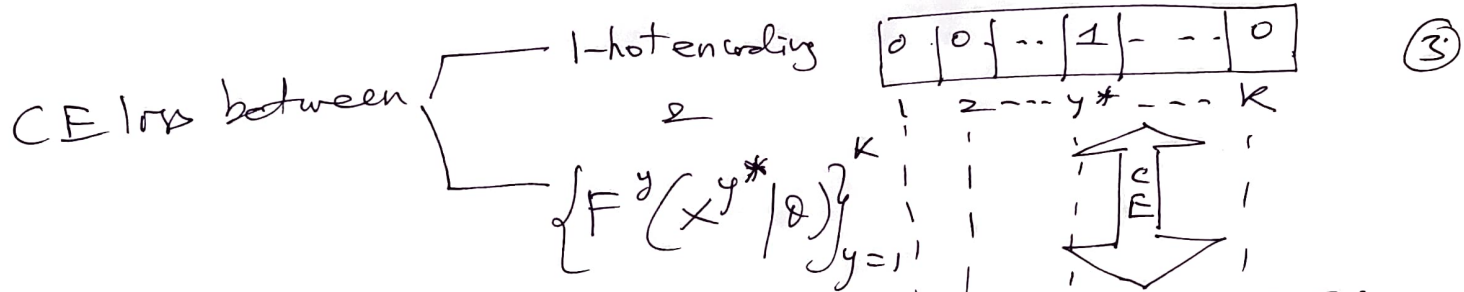 1-hot encoding 0 0 .. 1 - - .. 0 ③
CE loss between 1 2 --- y* --- K
&
{F^y(x^{y*}|θ)}_{y=1}^K CE